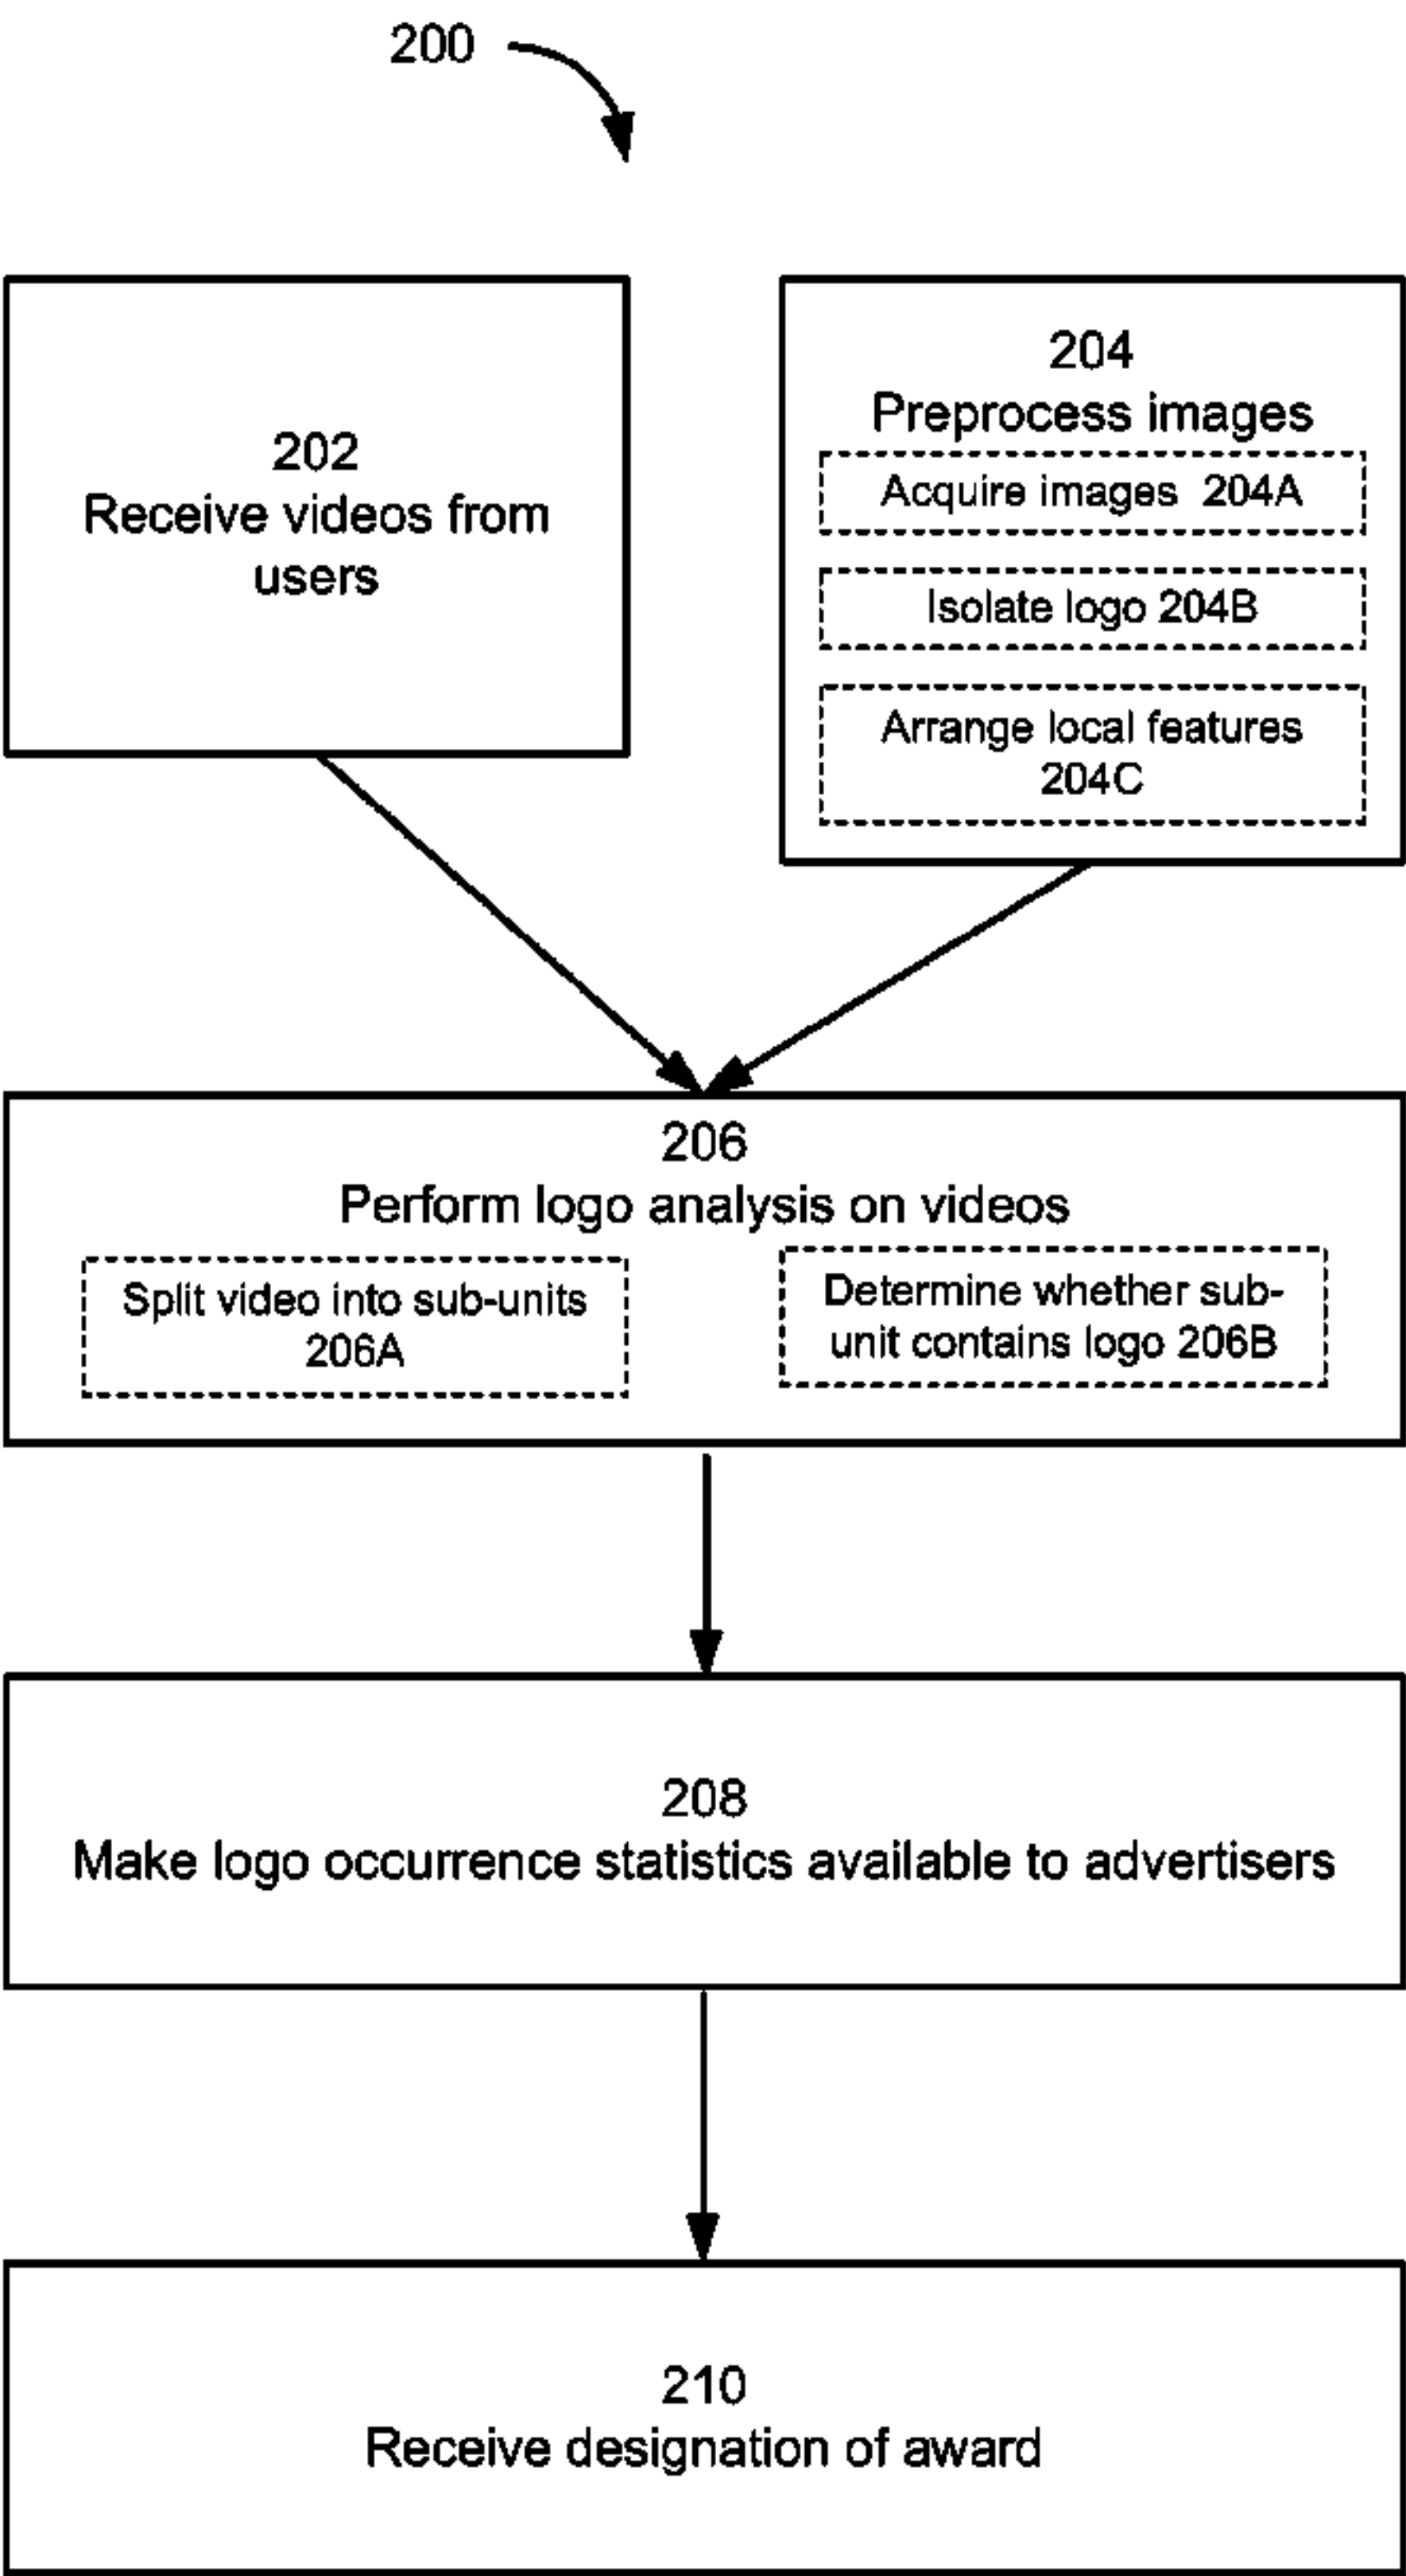 200
202
Receive videos from
users
204
Preprocess images
Acquire images 204A
Isolate logo 204B
Arrange local features
204C
206
Perform logo analysis on videos
Split video into sub-units
206A
Determine whether sub-
unit contains logo 206B
208
Make logo occurrence statistics available to advertisers
210
Receive designation of award